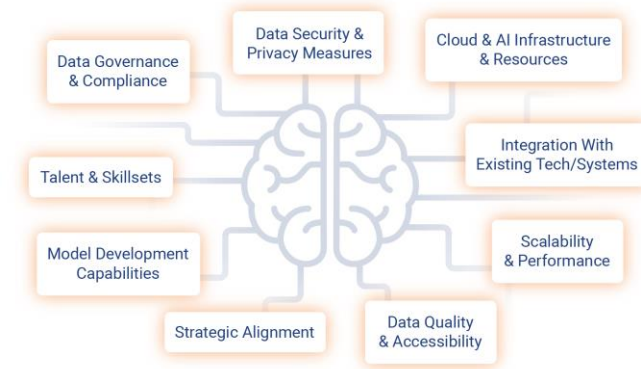 Data Security &
Privacy Measures
Cloud & AI Infrastructure
& Resources
Data Governance
& Compliance
Integration With
Existing Tech/Systems
Talent & Skillsets
Model Development
Capabilities
Scalability
& Performance
Strategic Alignment
Data Quality
& Accessibility